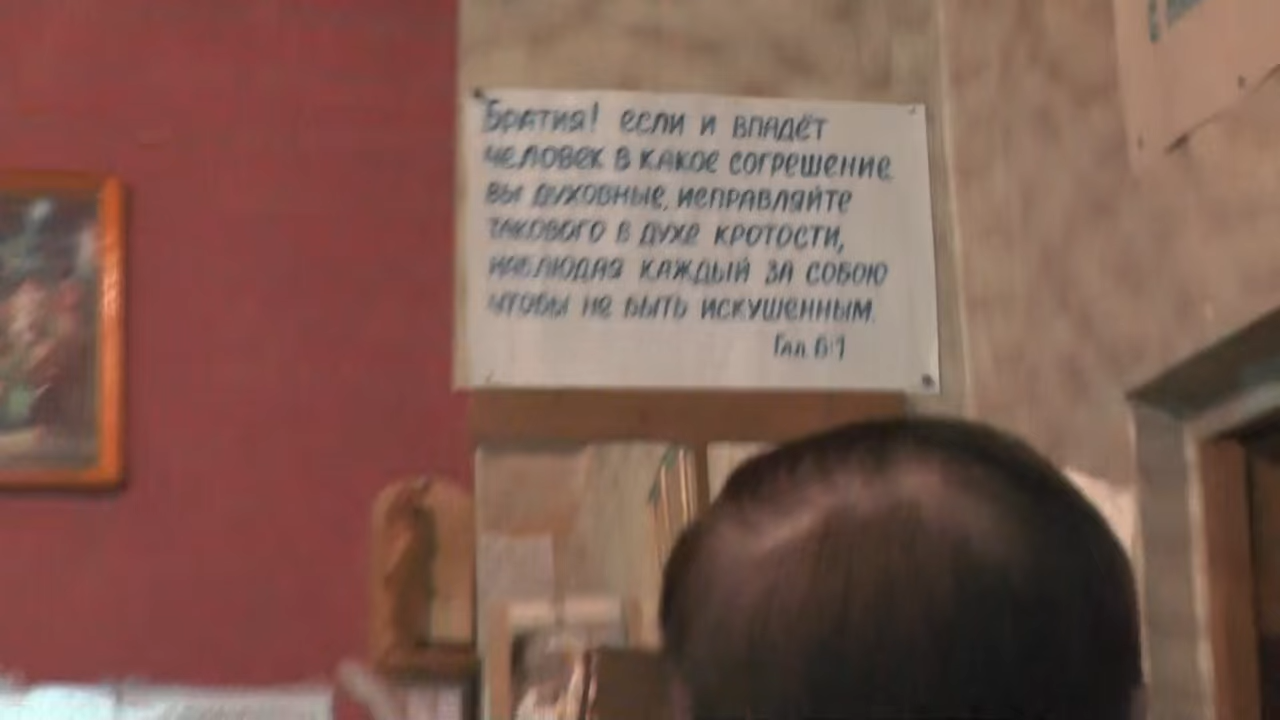 Братия! если и впадёт
человек в какое согрешение
вы духовные, исправляйте
такового в духе кротости,
наблюдая каждый за собою
чтобы не быть искушенным.
Гал. 6:1